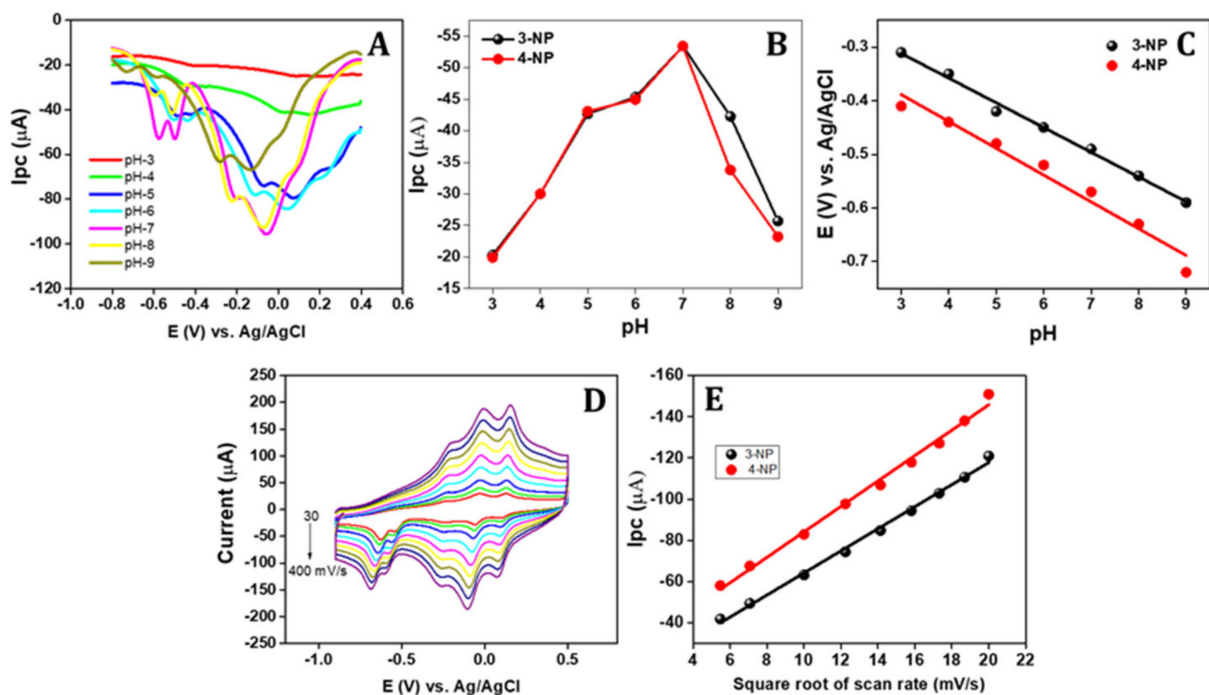 A
0
-20
-40
-60
-80
-100
-120
Ipc (µA)
pH-3
pH-4
pH-5
pH-6
pH-7
pH-8
pH-9
-1.0 -0.8 -0.6 -0.4 -0.2 0.0 0.2 0.4 0.6
E (V) vs. Ag/AgCl
B
-55
-50
-45
-40
-35
-30
-25
-20
-15
Ipc (µA)
3-NP
4-NP
3 4 5 6 7 8 9
pH
C
-0.3
-0.4
-0.5
-0.6
-0.7
E (V) vs. Ag/AgCl
3-NP
4-NP
3 4 5 6 7 8 9
pH
D
250
200
150
100
50
0
-50
-100
-150
-200
-250
Current (µA)
30
400 mV/s
-1.0 -0.5 0.0 0.5
E (V) vs. Ag/AgCl
E
-160
-140
-120
-100
-80
-60
-40
Ipc (µA)
3-NP
4-NP
4 6 8 10 12 14 16 18 20 22
Square root of scan rate (mV/s)